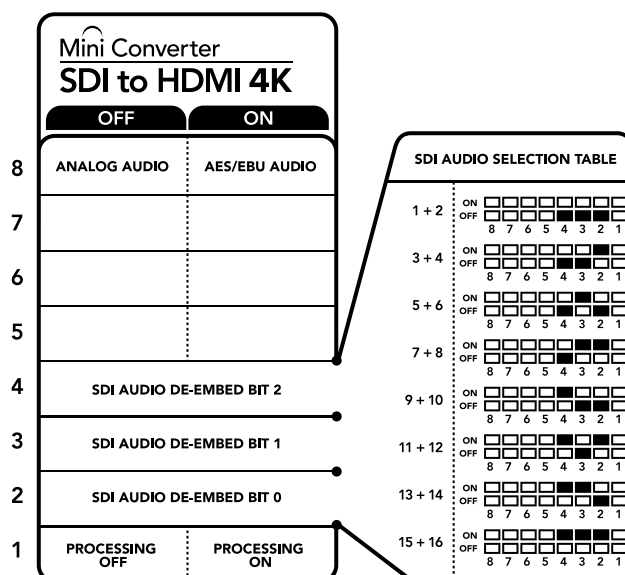 Mini Converter
SDI to HDMI 4K
OFF ON
8 ANALOG AUDIO AES/EBU AUDIO
7
6
5
4 SDI AUDIO DE-EMBED BIT 2
3 SDI AUDIO DE-EMBED BIT 1
2 SDI AUDIO DE-EMBED BIT 0
1 PROCESSING OFF PROCESSING ON
SDI AUDIO SELECTION TABLE
1 + 2 ON
OFF
8 7 6 5 4 3 2 1
3 + 4 ON
OFF
8 7 6 5 4 3 2 1
5 + 6 ON
OFF
8 7 6 5 4 3 2 1
7 + 8 ON
OFF
8 7 6 5 4 3 2 1
9 + 10 ON
OFF
8 7 6 5 4 3 2 1
11 + 12 ON
OFF
8 7 6 5 4 3 2 1
13 + 14 ON
OFF
8 7 6 5 4 3 2 1
15 + 16 ON
OFF
8 7 6 5 4 3 2 1